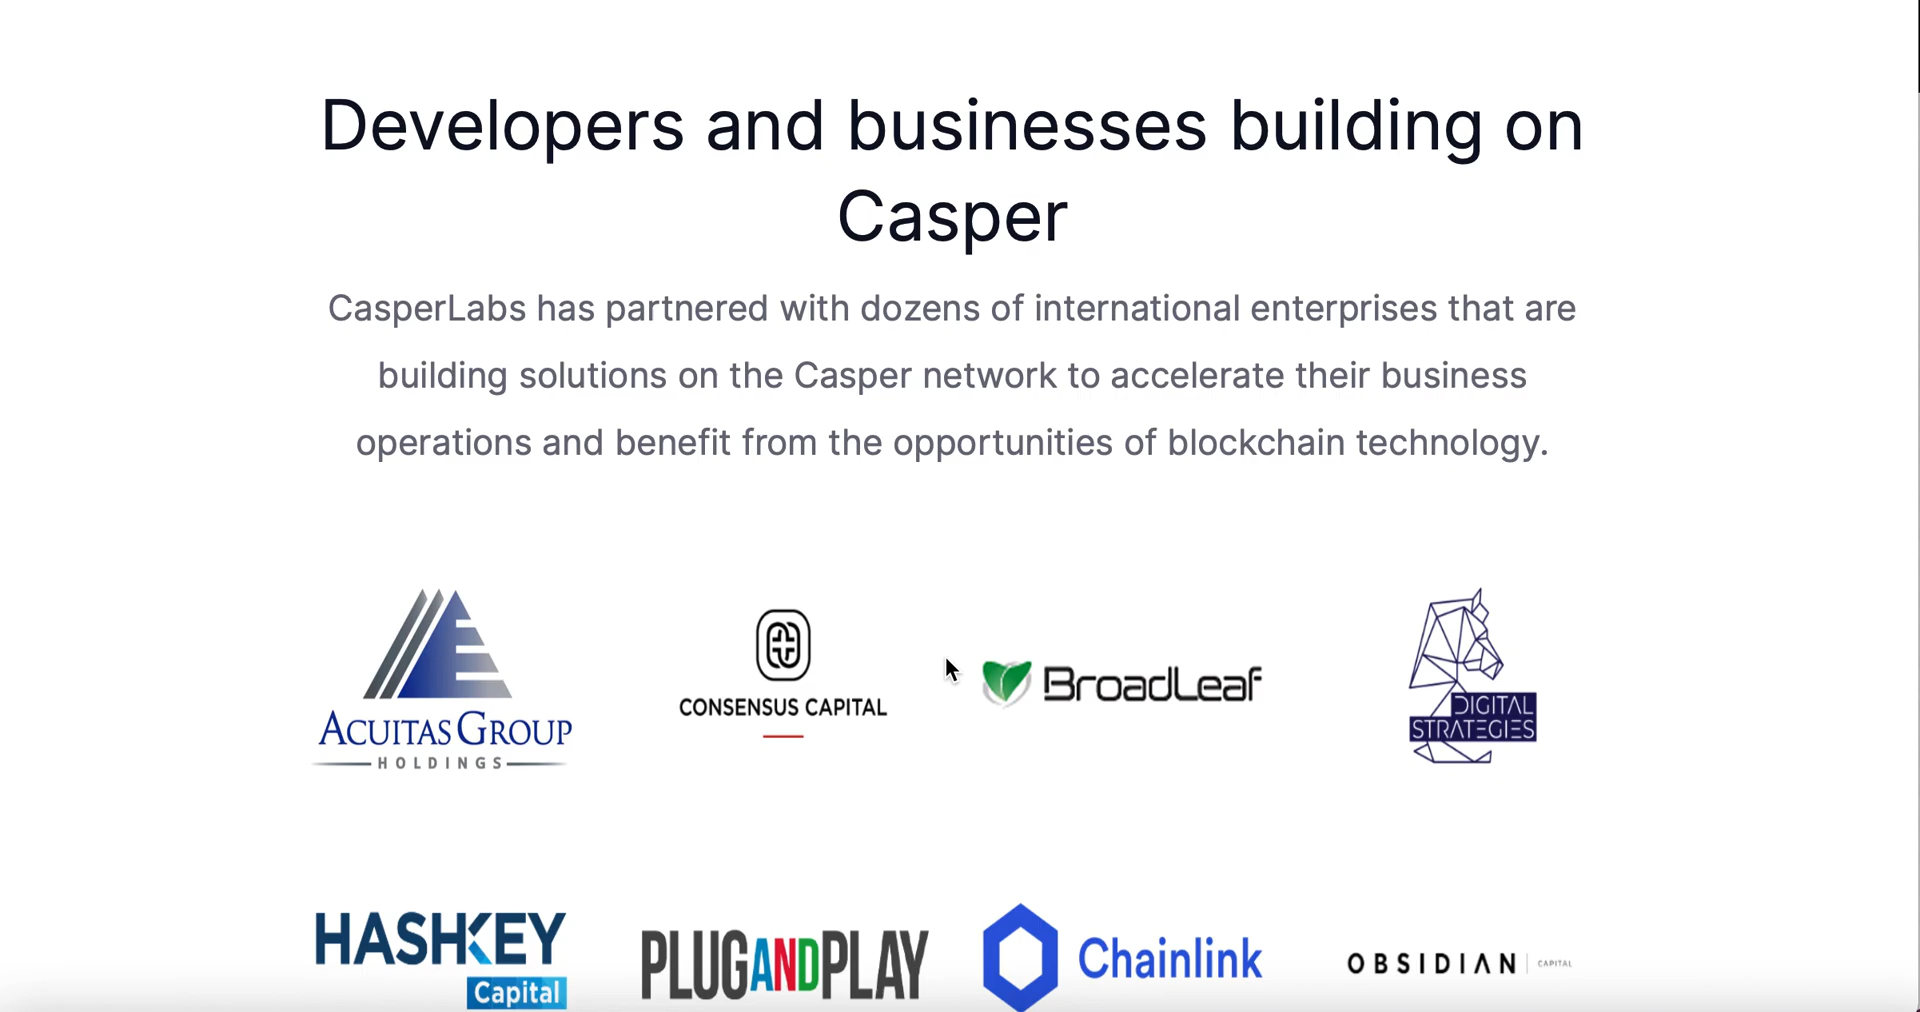 Developers and businesses building on
Casper
CasperLabs has partnered with dozens of international enterprises that are
building solutions on the Casper network to accelerate their business
operations and benefit from the opportunities of blockchain technology.
ACUITAS GROUP
HOLDINGS
CONSENSUS CAPITAL
BroadLeaf
DIGITAL
STRATEGIES
HASHKEY
Capital
PLUGANDPLAY
Chainlink
OBSIDIAN CAPITAL